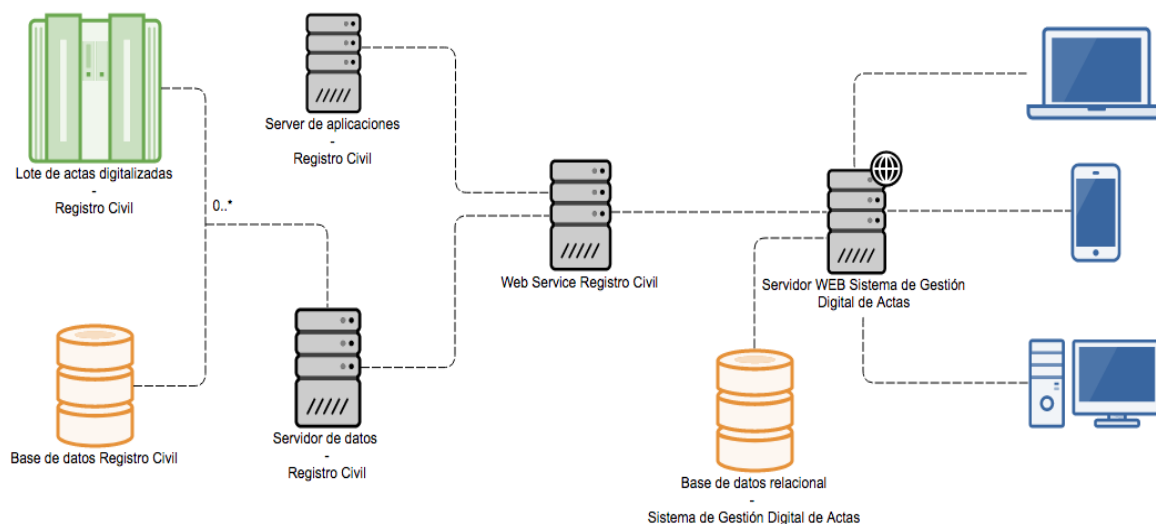 Lote de actas digitalizadas
-
Registro Civil
Server de aplicaciones
-
Registro Civil
0..*
Web Service Registro Civil
Servidor WEB Sistema de Gestión
Digital de Actas
Base de datos Registro Civil
Servidor de datos
-
Registro Civil
Base de datos relacional
-
Sistema de Gestión Digital de Actas